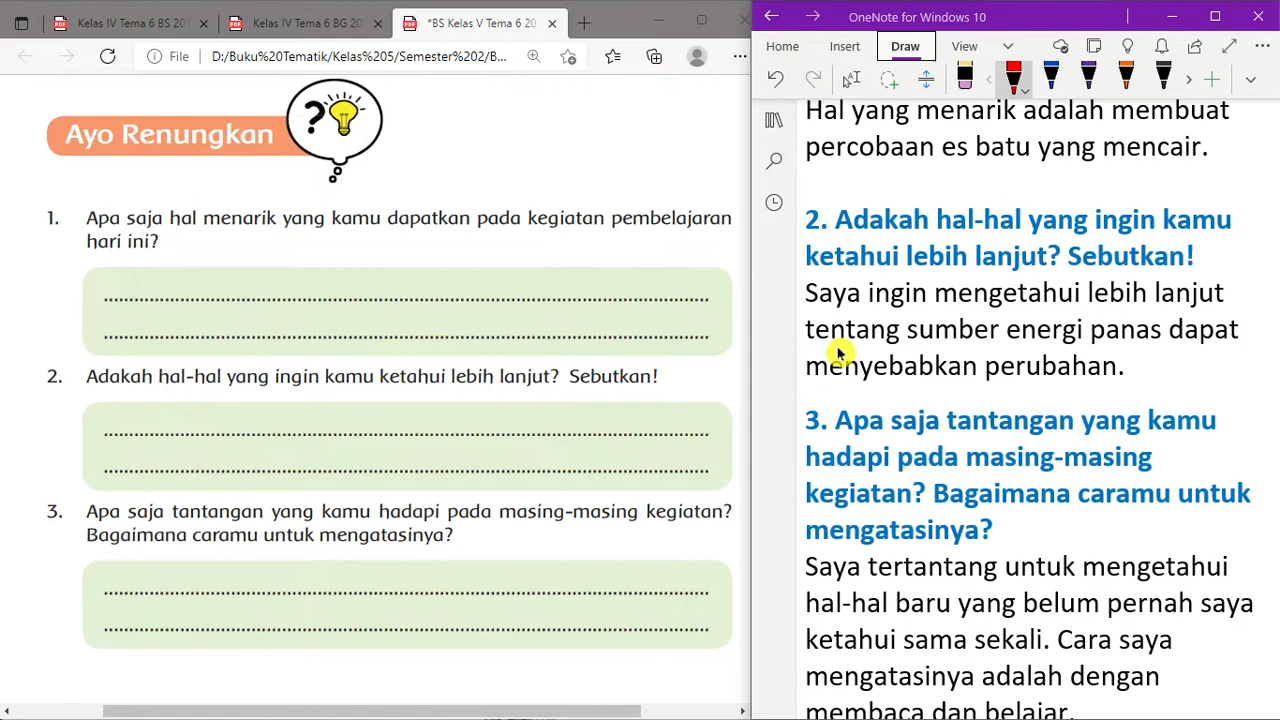 Kelas IV Tema 6 BS 201
Kelas IV Tema 6 BG 200
*BS Kelas V Tema 6 201
File
D:/Buku%20Tematik/Kelas%205/Semester%202/B...
Ayo Renungkan
?
1. Apa saja hal menarik yang kamu dapatkan pada kegiatan pembelajaran
hari ini?
2. Adakah hal-hal yang ingin kamu ketahui lebih lanjut? Sebutkan!
3. Apa saja tantangan yang kamu hadapi pada masing-masing kegiatan?
Bagaimana caramu untuk mengatasinya?
OneNote for Windows 10
Home Insert Draw View
Hal yang menarik adalah membuat
percobaan es batu yang mencair.
2. Adakah hal-hal yang ingin kamu
ketahui lebih lanjut? Sebutkan!
Saya ingin mengetahui lebih lanjut
tentang sumber energi panas dapat
menyebabkan perubahan.
3. Apa saja tantangan yang kamu
hadapi pada masing-masing
kegiatan? Bagaimana caramu untuk
mengatasinya?
Saya tertantang untuk mengetahui
hal-hal baru yang belum pernah saya
ketahui sama sekali. Cara saya
mengatasinya adalah dengan
membaca dan belajar.